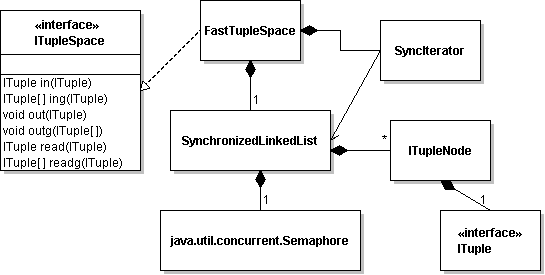 «interface»
ITupleSpace
ITuple in(ITuple)
ITuple[] ing(ITuple)
void out(ITuple)
void outg(ITuple[])
ITuple read(ITuple)
ITuple[] readg(ITuple)
FastTupleSpace
SyncIterator
1
SynchronizedLinkedList
*
ITupleNode
1
java.util.concurrent.Semaphore
1
«interface»
ITuple